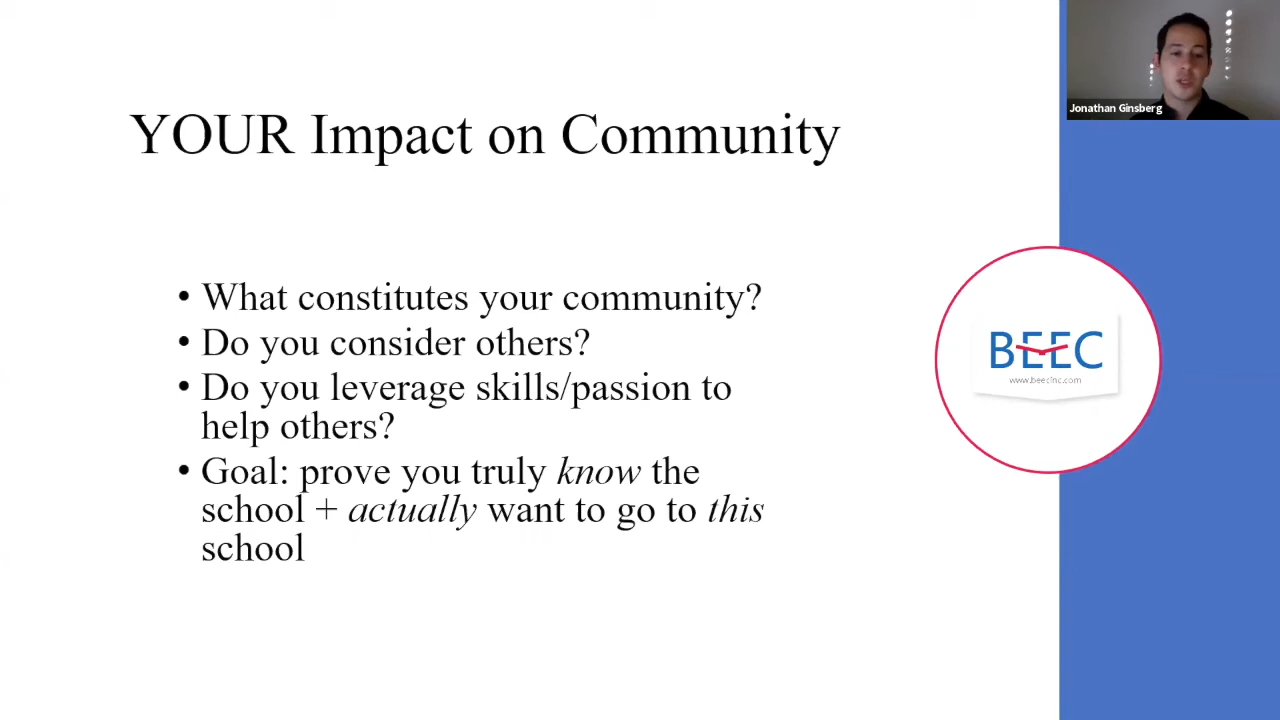 YOUR Impact on Community
• What constitutes your community?
• Do you consider others?
• Do you leverage skills/passion to
help others?
• Goal: prove you truly know the
school + actually want to go to this
school
Jonathan Ginsberg
BEEC
www.beecinc.com